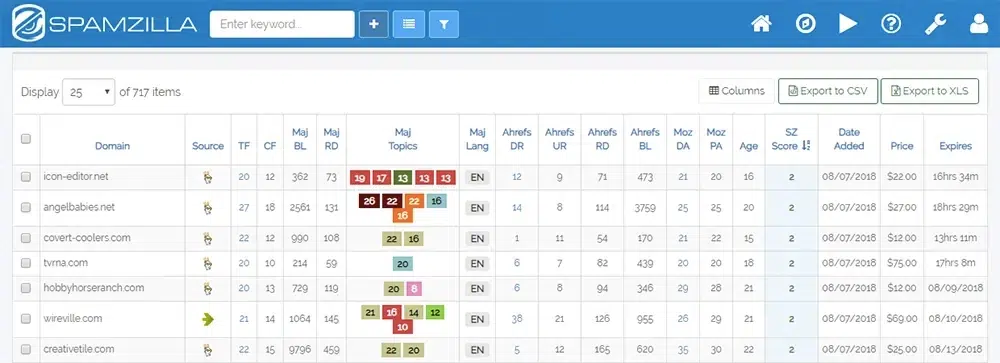 SPAMZILLA Enter keyword...
Display 25 of 717 items Columns Export to CSV Export to XLS
Domain Source TF CF Maj BL Maj RD Maj Topics Maj Lang Ahrefs DR Ahrefs UR Ahrefs RD Ahrefs BL Moz DA Moz PA Age SZ Score Date Added Price Expires
icon-editor.net 20 12 362 73 19 17 13 13 13 EN 12 9 71 473 21 20 16 2 08/07/2018 $22.00 16hrs 34m
angelbabies.net 27 18 2561 131 26 22 22 16 16 EN 14 8 114 3759 25 25 20 2 08/07/2018 $27.00 18hrs 29m
covert-coolers.com 22 12 990 108 22 16 EN 1 11 54 170 21 22 15 2 08/07/2018 $12.00 13hrs 11m
tvrna.com 20 10 214 59 20 EN 6 7 82 439 20 20 18 2 08/07/2018 $75.00 17hrs 8m
hobbyhorseranch.com 20 13 729 119 20 8 EN 6 8 94 346 29 28 21 2 08/07/2018 $12.00 08/09/2018
wireville.com 21 14 1064 145 21 16 14 12 10 EN 38 21 126 955 26 29 21 2 08/07/2018 $69.00 08/10/2018
creativetile.com 22 15 9796 459 22 20 EN 5 12 165 620 35 30 22 2 08/07/2018 $25.00 08/13/2018